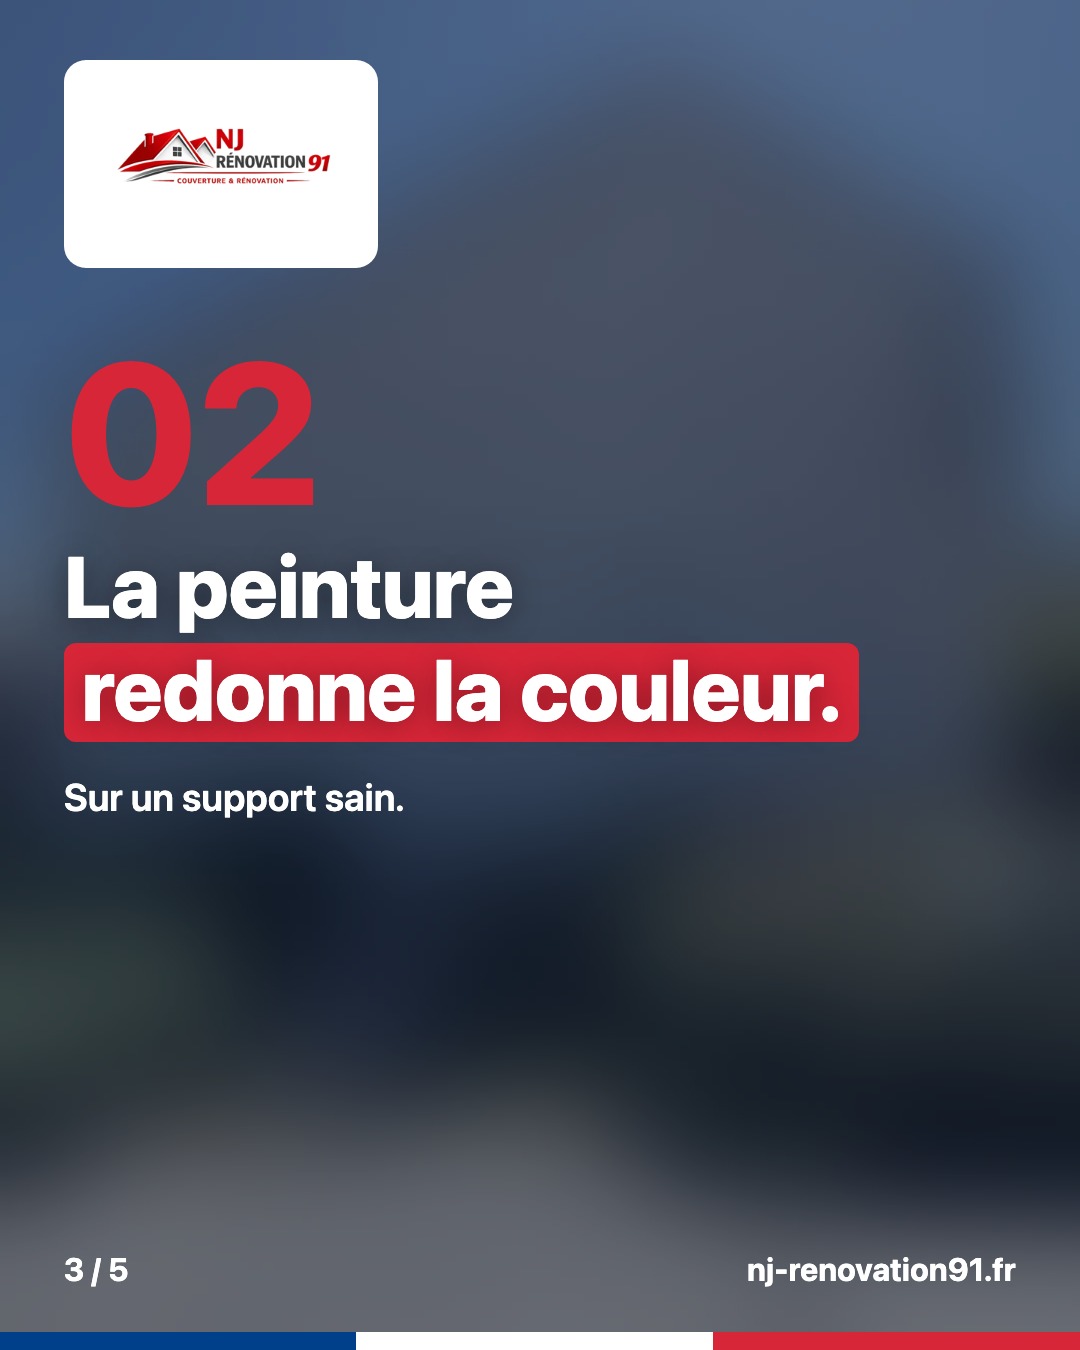 NJ
RÉNOVATION 91
COUVERTURE & RÉNOVATION
02
La peinture
redonne la couleur.
Sur un support sain.
3 / 5
nj-renovation91.fr